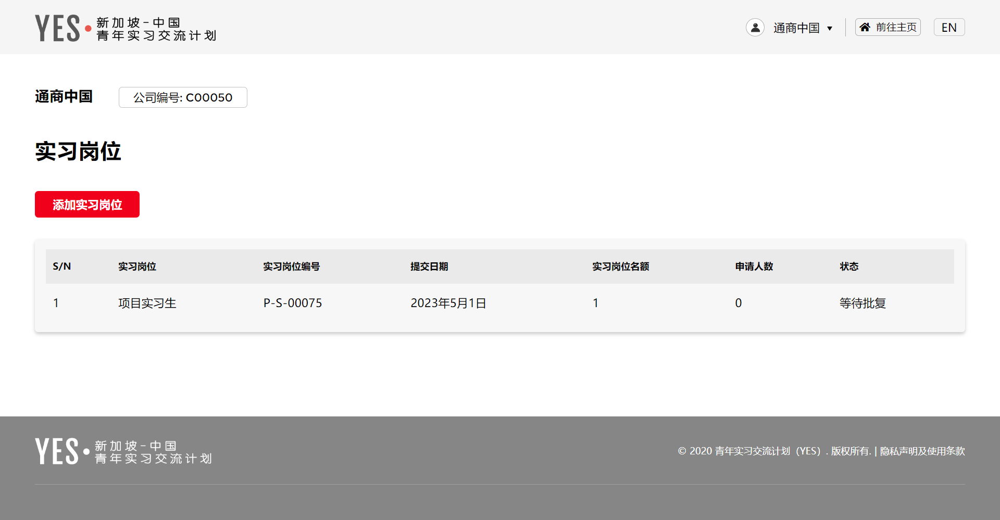 YES 新加坡-中国
青年实习交流计划
通商中国 ▼
前往主页
EN
通商中国
公司编号: C00050
实习岗位
添加实习岗位
S/N 实习岗位 实习岗位编号 提交日期 实习岗位名额 申请人数 状态
1 项目实习生 P-S-00075 2023年5月1日 1 0 等待批复
YES 新加坡-中国
青年实习交流计划
© 2020 青年实习交流计划（YES）. 版权所有. | 隐私声明及使用条款